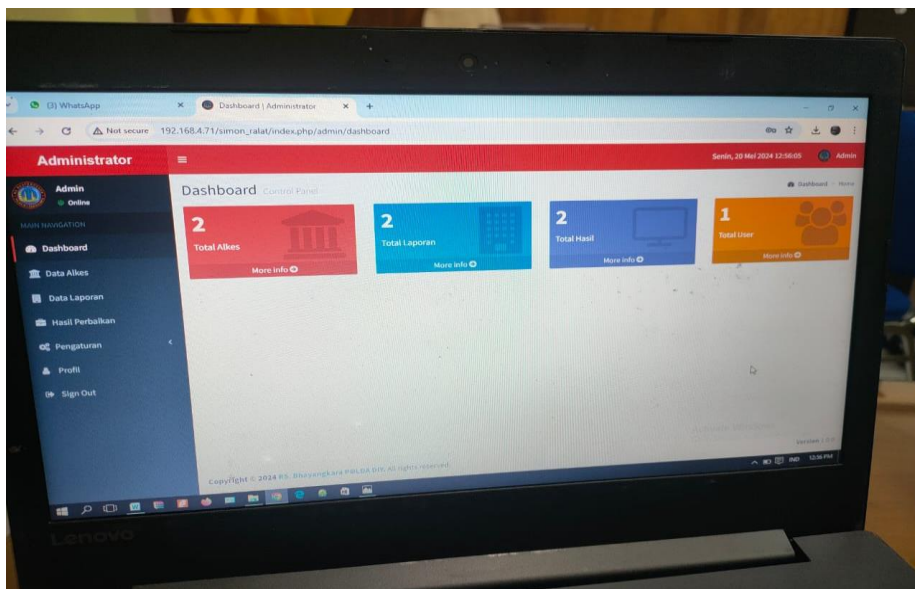 (3) WhatsApp
Dashboard | Administrator
Not secure 192.168.4.71/simon_ralat/index.php/admin/dashboard
Administrator
Senin, 20 Mei 2024 12:56:05 Admin
Admin
Online
Dashboard Control Panel
Dashboard Home
MAIN NAVIGATION
Dashboard
Data Alkes
Data Laporan
Hasil Perbaikan
Pengaturan
Profil
Sign Out
2
Total Alkes
More info
2
Total Laporan
More info
2
Total Hasil
More info
1
Total User
More info
Copyright © 2024 RS. Bhayangkara POLDA DIY. All rights reserved.
Version
IND 12:56 PM
Lenovo